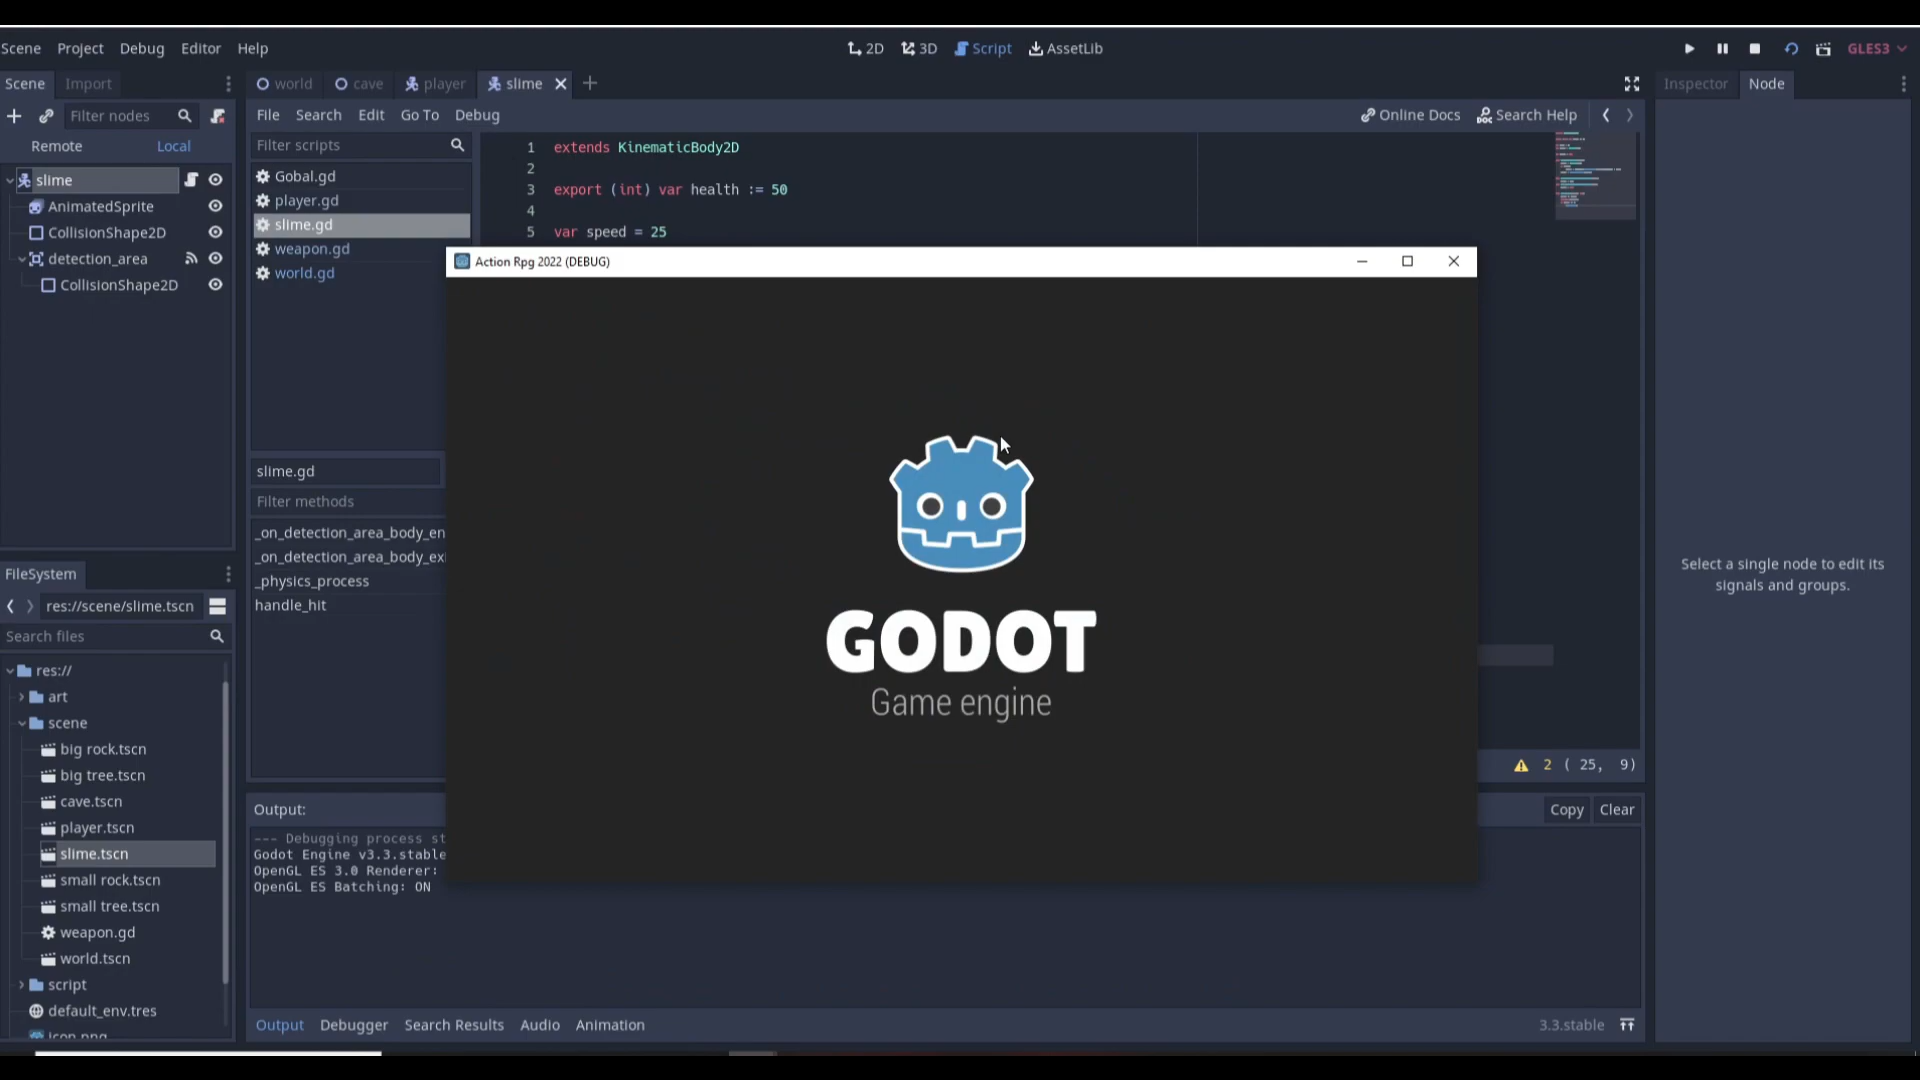 Scene Project Debug Editor Help
2D 3D Script AssetLib
GLES3
Scene Import
world cave player slime
Inspector Node
Filter nodes
File Search Edit Go To Debug
Online Docs Search Help
Remote Local
Filter scripts
1 extends KinematicBody2D
2
3 export (int) var health := 50
4
5 var speed = 25
slime
AnimatedSprite
CollisionShape2D
detection_area
CollisionShape2D
Gobal.gd
player.gd
slime.gd
weapon.gd
world.gd
Action Rpg 2022 (DEBUG)
GODOT
Game engine
slime.gd
Filter methods
_on_detection_area_body_en
_on_detection_area_body_exi
_physics_process
handle_hit
Select a single node to edit its
signals and groups.
FileSystem
res://scene/slime.tscn
Search files
res://
art
scene
big rock.tscn
big tree.tscn
cave.tscn
player.tscn
slime.tscn
small rock.tscn
small tree.tscn
weapon.gd
world.tscn
script
default_env.tres
icon.png
2 ( 25, 9)
Output:
Copy Clear
--- Debugging process st
Godot Engine v3.3.stable
OpenGL ES 3.0 Renderer:
OpenGL ES Batching: ON
Output Debugger Search Results Audio Animation
3.3.stable